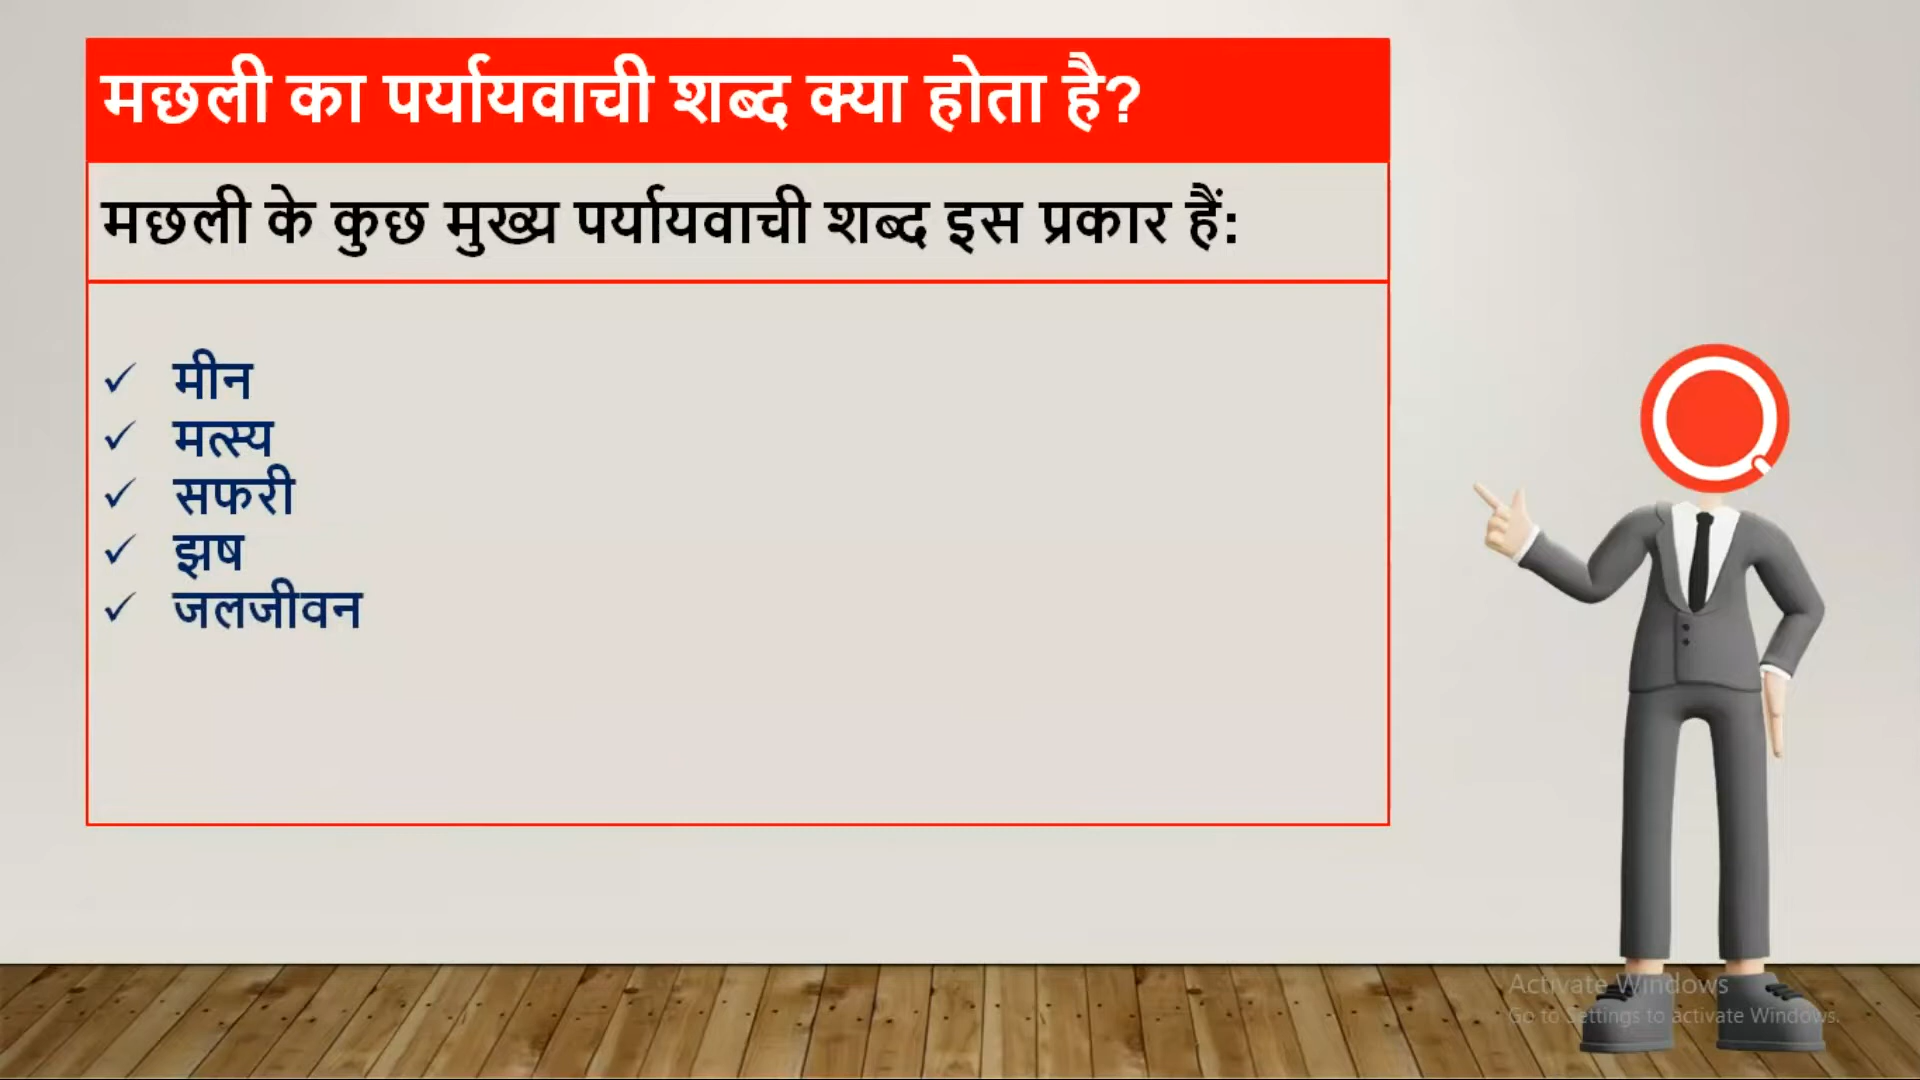 मछली का पर्यायवाची शब्द क्या होता है?
मछली के कुछ मुख्य पर्यायवाची शब्द इस प्रकार हैं:
✓ मीन
✓ मत्स्य
✓ सफरी
✓ झष
✓ जलजीवन
Activate Windows
Go to Settings to activate Windows.